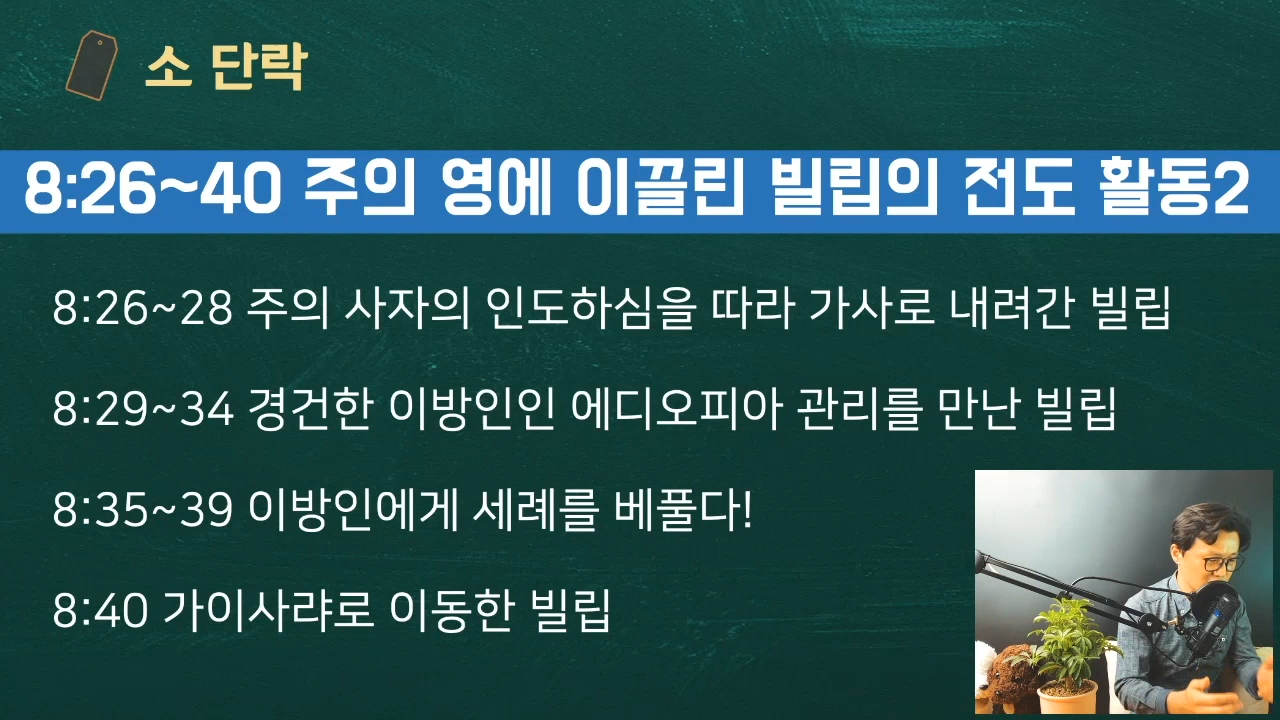 소 단락
8:26~40 주의 영에 이끌린 빌립의 전도 활동2
8:26~28 주의 사자의 인도하심을 따라 가사로 내려간 빌립
8:29~34 경건한 이방인인 에디오피아 관리를 만난 빌립
8:35~39 이방인에게 세례를 베풀다!
8:40 가이사랴로 이동한 빌립